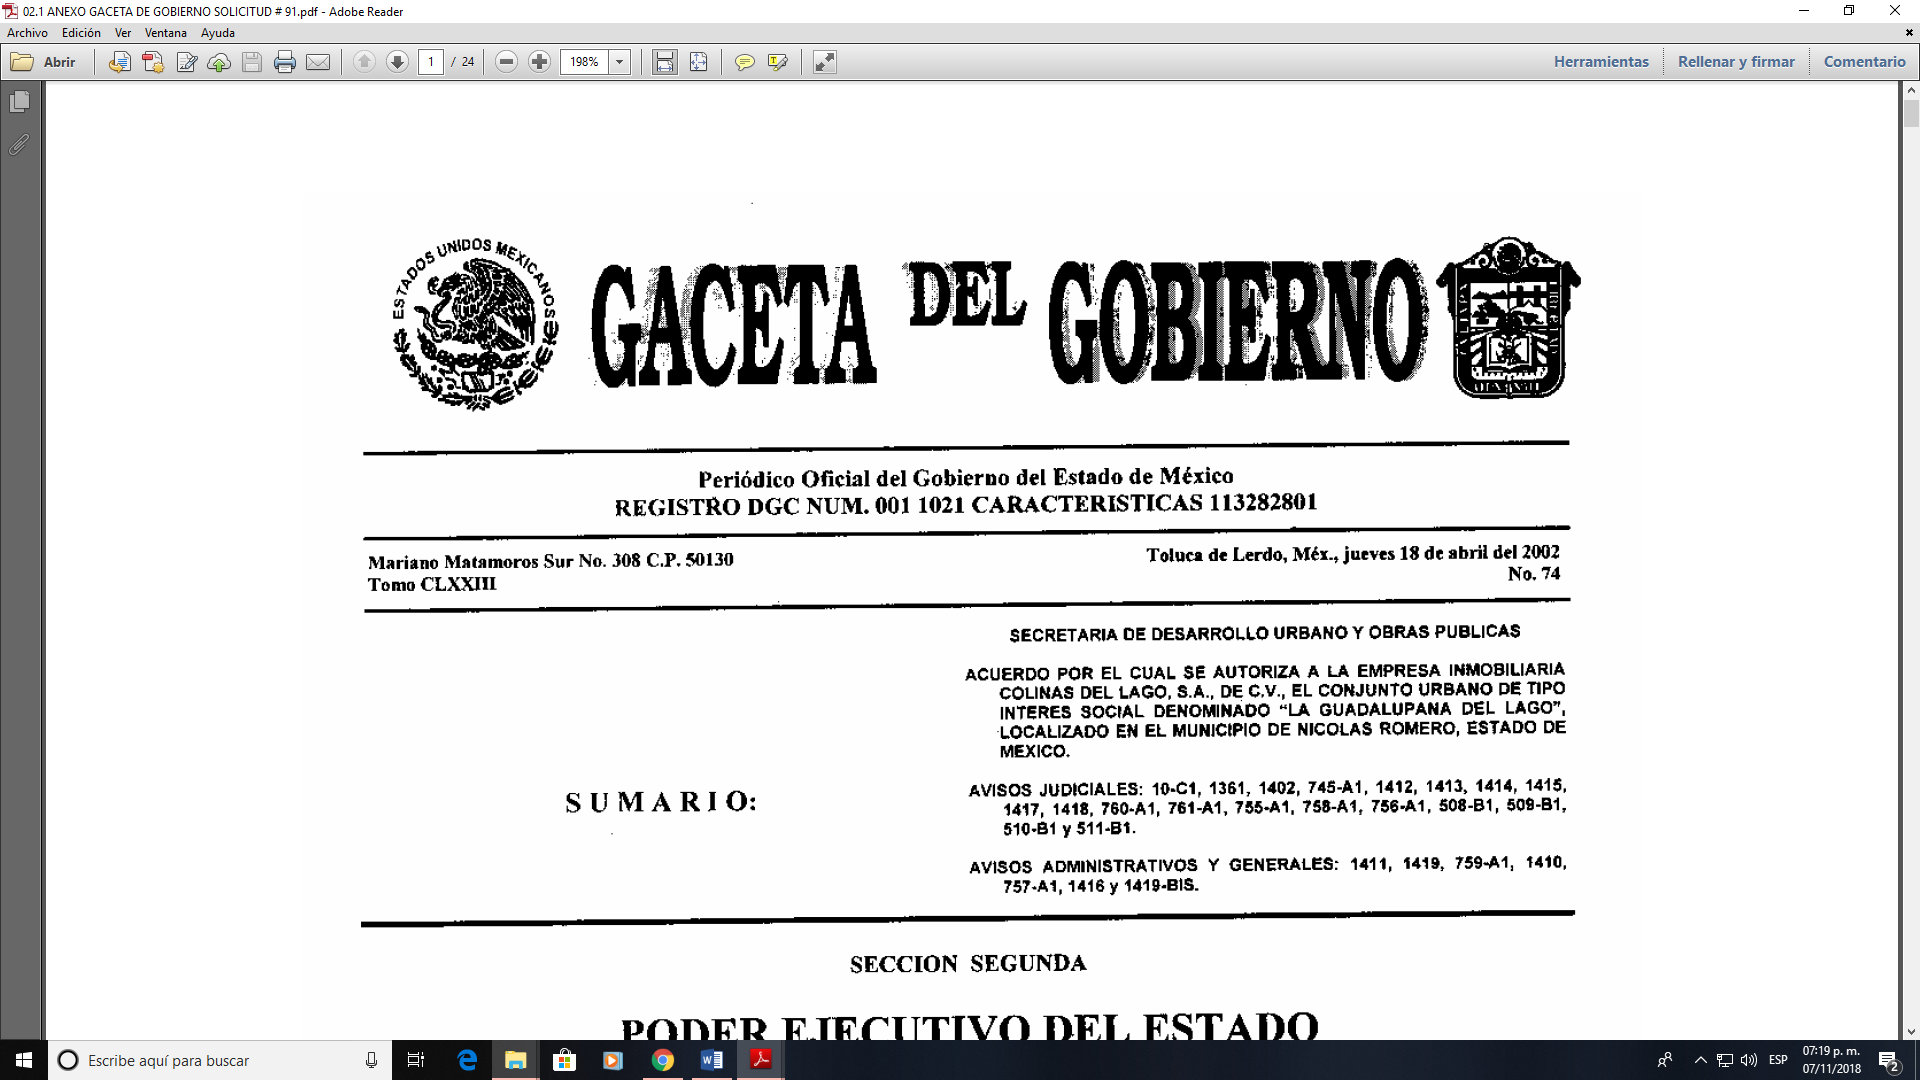 02.1 ANEXO GACETA DE GOBIERNO SOLICITUD # 91.pdf - Adobe Reader
Archivo Edición Ver Ventana Ayuda
Abrir 1 / 24 198% Herramientas Rellenar y firmar Comentario
ESTADOS UNIDOS MEXICANOS
GACETA DEL GOBIERNO
Periódico Oficial del Gobierno del Estado de México
REGISTRO DGC NUM. 001 1021 CARACTERISTICAS 113282801
Mariano Matamoros Sur No. 308 C.P. 50130
Tomo CLXXIII
Toluca de Lerdo, Méx., jueves 18 de abril del 2002
No. 74
SECRETARIA DE DESARROLLO URBANO Y OBRAS PUBLICAS
ACUERDO POR EL CUAL SE AUTORIZA A LA EMPRESA INMOBILIARIA
COLINAS DEL LAGO, S.A., DE C.V., EL CONJUNTO URBANO DE TIPO
INTERES SOCIAL DENOMINADO “LA GUADALUPANA DEL LAGO”,
LOCALIZADO EN EL MUNICIPIO DE NICOLAS ROMERO, ESTADO DE
MEXICO.
SUMARIO:
AVISOS JUDICIALES: 10-C1, 1361, 1402, 745-A1, 1412, 1413, 1414, 1415,
1417, 1418, 760-A1, 761-A1, 755-A1, 758-A1, 756-A1, 508-B1, 509-B1,
510-B1 y 511-B1.
AVISOS ADMINISTRATIVOS Y GENERALES: 1411, 1419, 759-A1, 1410,
757-A1, 1416 y 1419-BIS.
SECCION SEGUNDA
PODER EJECUTIVO DEL ESTADO
Escribe aquí para buscar
ESP
07:19 p. m.
07/11/2018
2